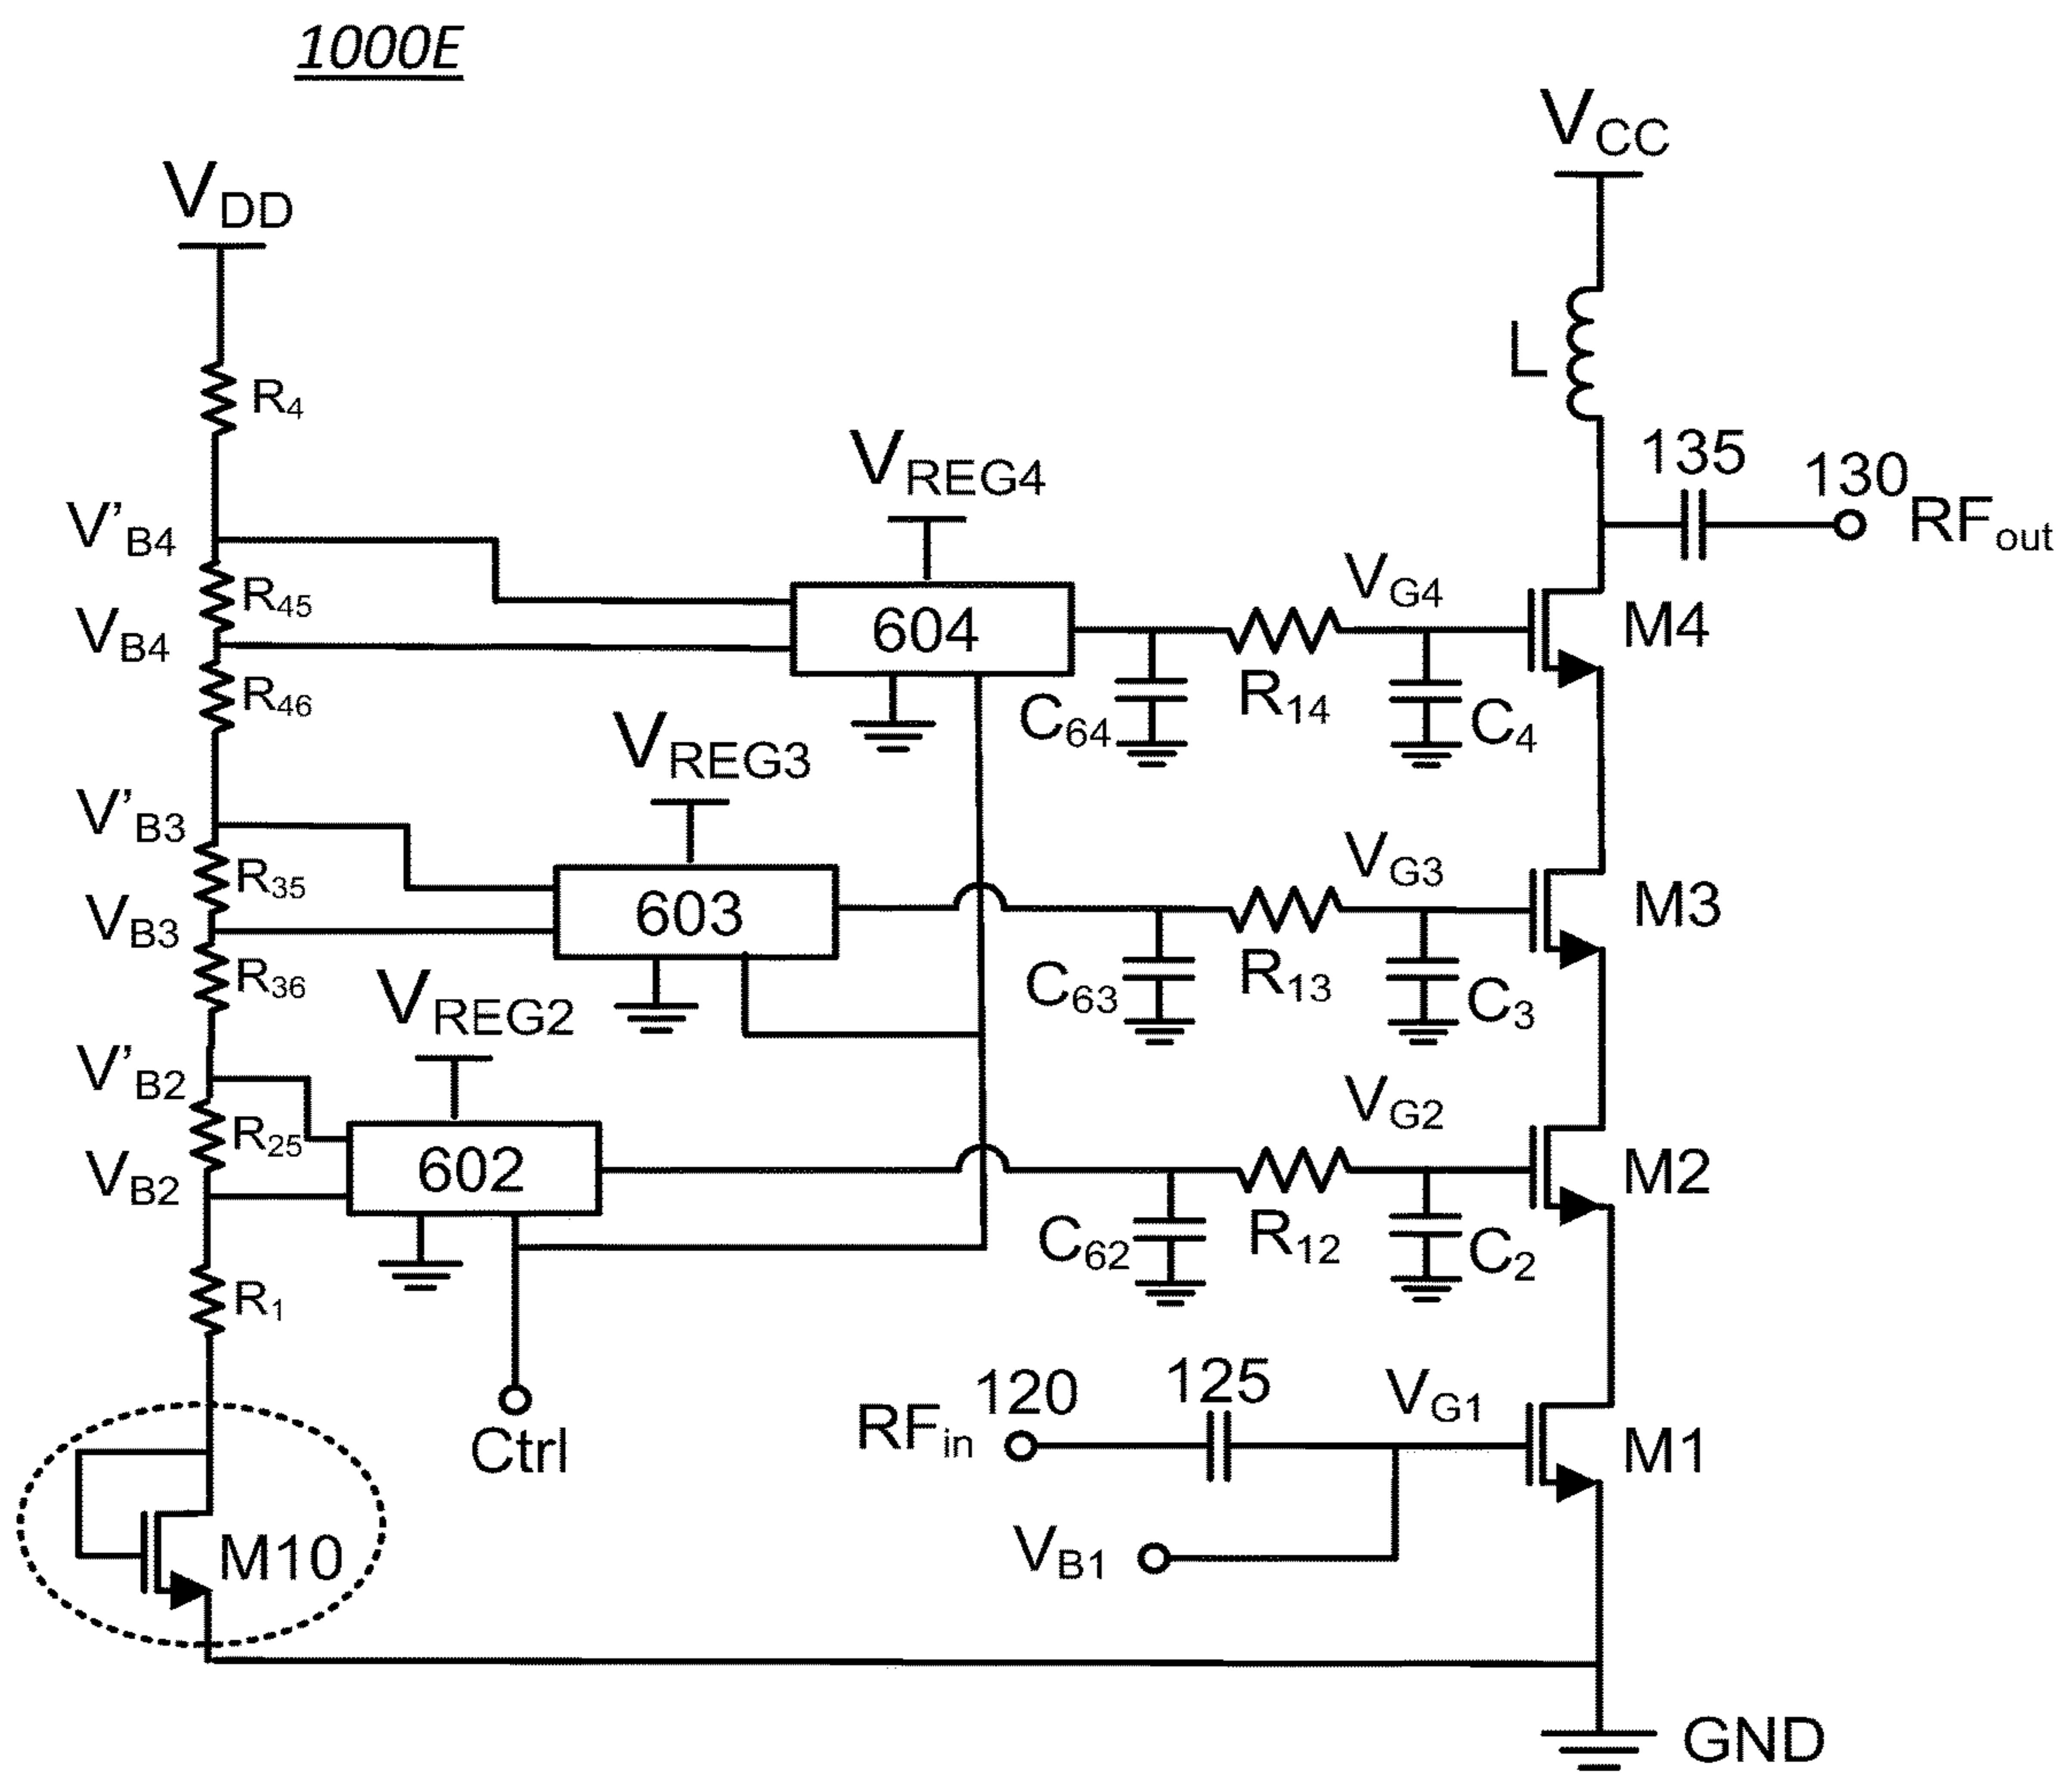 1000E
VCC
VDD
L
R4
135
130
RFout
VREG4
V'B4
R45
604
VG4
M4
VB4
R46
C64
R14
C4
VREG3
V'B3
R35
603
VG3
M3
VB3
R36
C63
R13
C3
VREG2
V'B2
R25
602
VG2
M2
VB2
C62
R12
C2
R1
RFin
120
125
VG1
M1
Ctrl
VB1
M10
GND